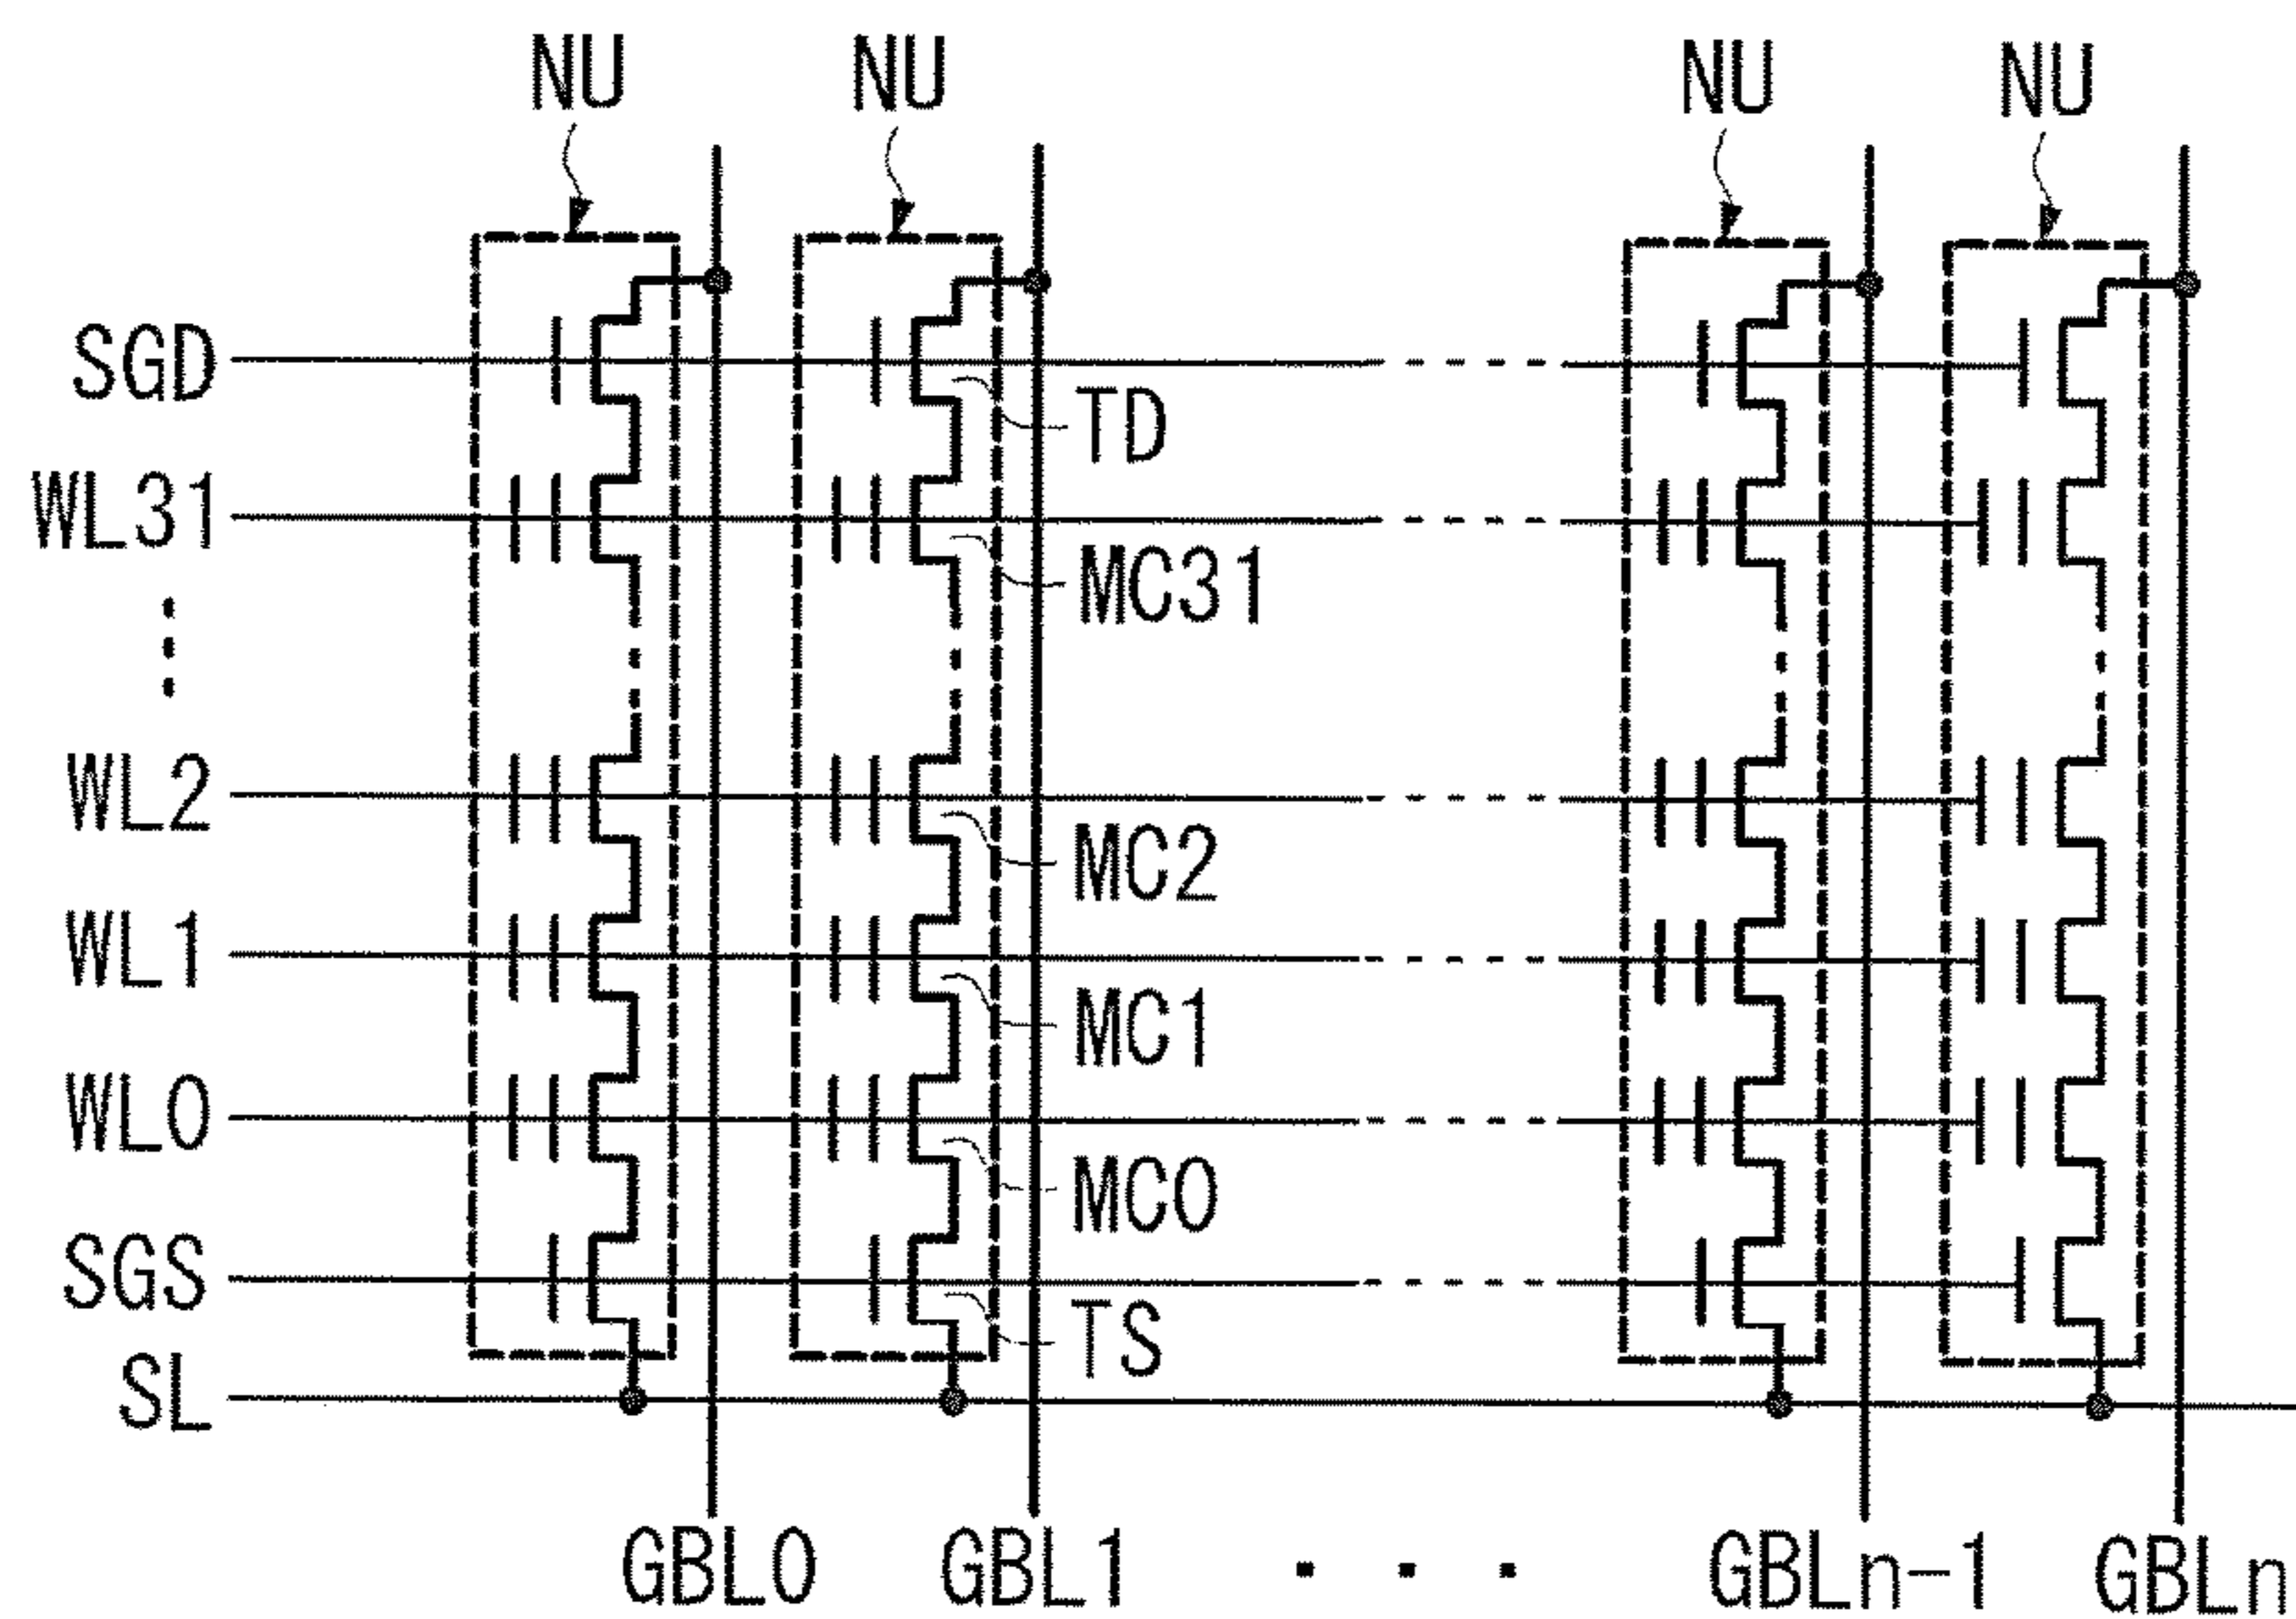 NU NU NU NU
SGD
TD
WL31
MC31
WL2
MC2
WL1
MC1
WL0
MC0
SGS
TS
SL
GBL0 GBL1 GBLn-1 GBLn